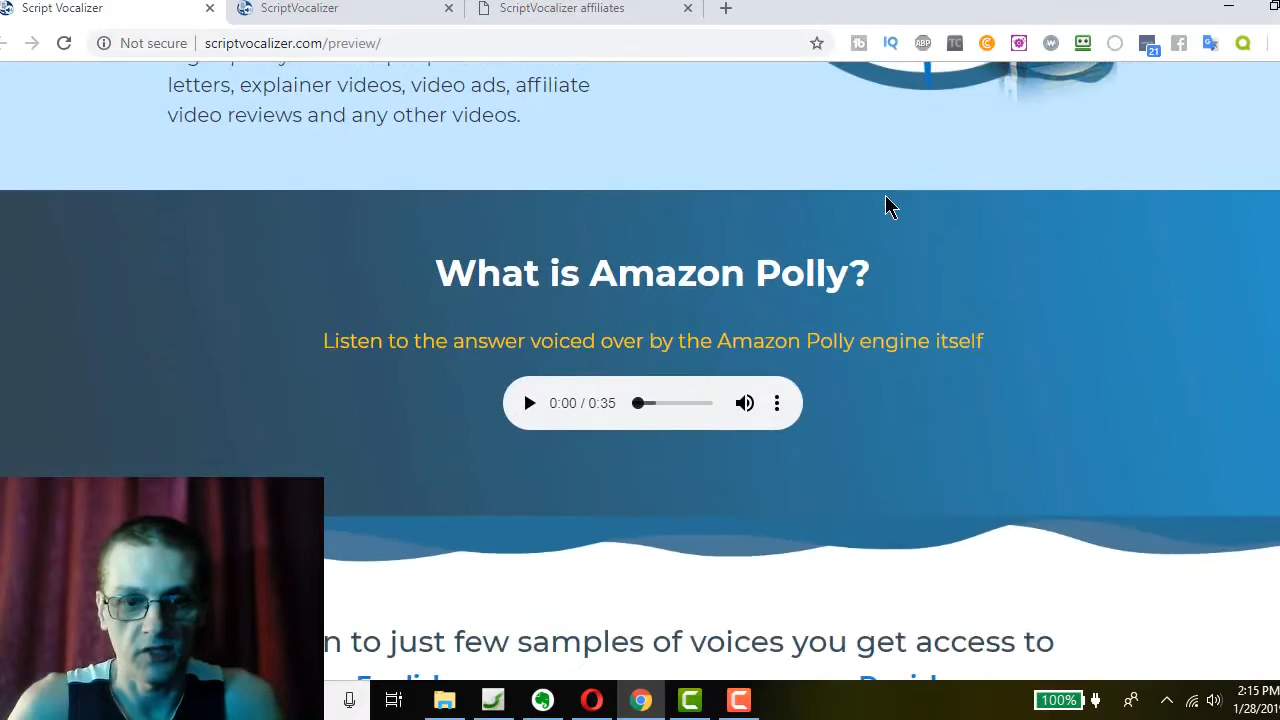 Script Vocalizer
ScriptVocalizer
ScriptVocalizer affiliates
Not secure
scriptvocalizer.com/preview/
21
letters, explainer videos, video ads, affiliate
video reviews and any other videos.
What is Amazon Polly?
Listen to the answer voiced over by the Amazon Polly engine itself
0:00 / 0:35
n to just few samples of voices you get access to
100%
2:15 PM